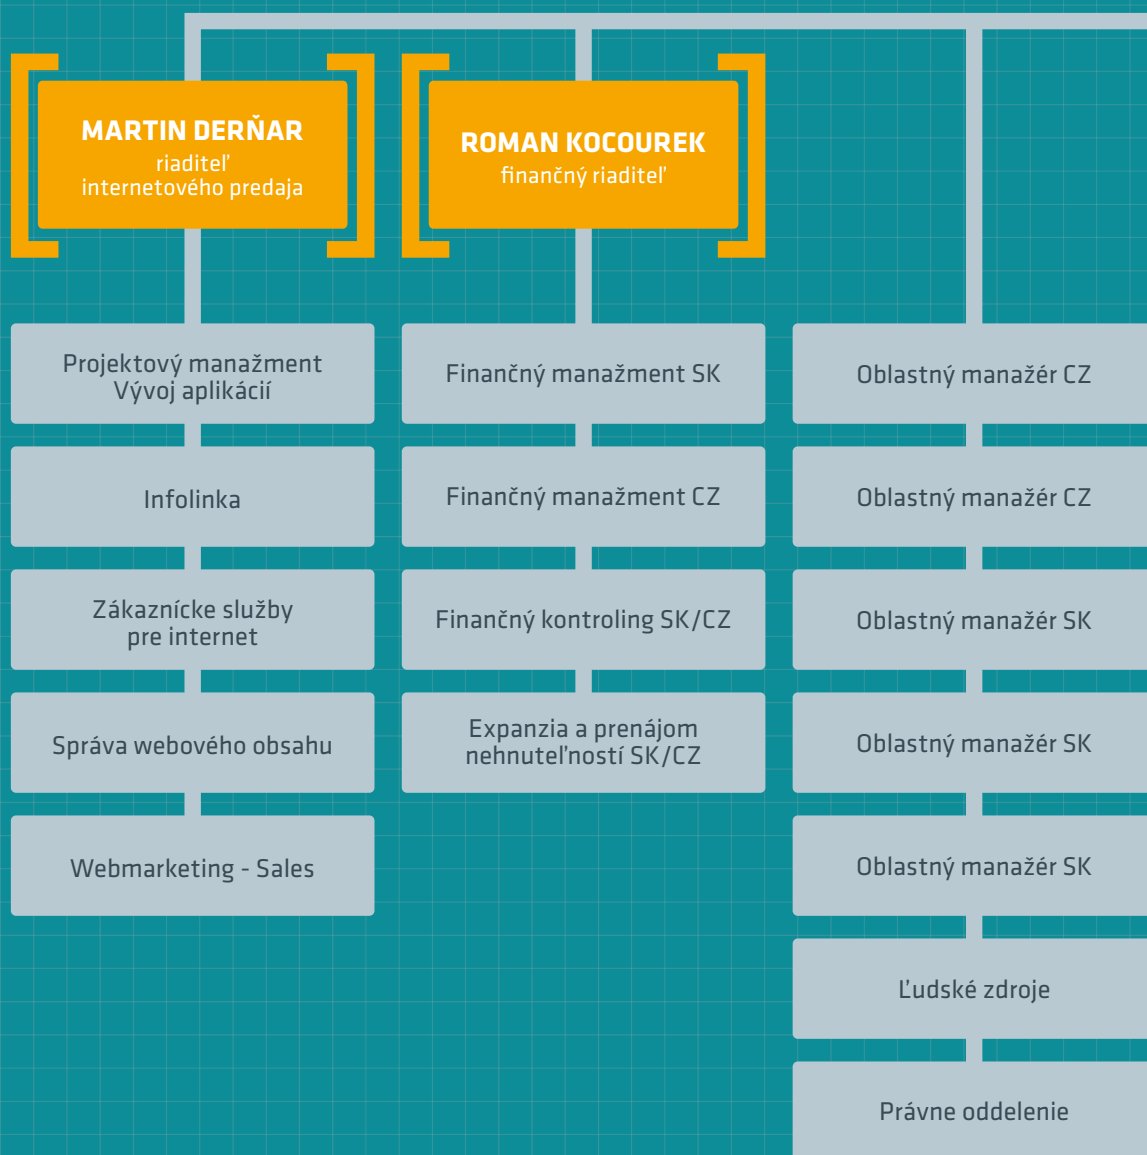 MARTIN DERŇAR
riaditeľ
internetového predaja
Projektový manažment
Vývoj aplikácií
Infolinka
Zákaznícke služby
pre internet
Správa webového obsahu
Webmarketing - Sales
ROMAN KOCOUREK
finančný riaditeľ
Finančný manažment SK
Finančný manažment CZ
Finančný kontroling SK/CZ
Expanzia a prenájom
nehnuteľností SK/CZ
Oblastný manažér CZ
Oblastný manažér CZ
Oblastný manažér SK
Oblastný manažér SK
Oblastný manažér SK
Ľudské zdroje
Právne oddelenie